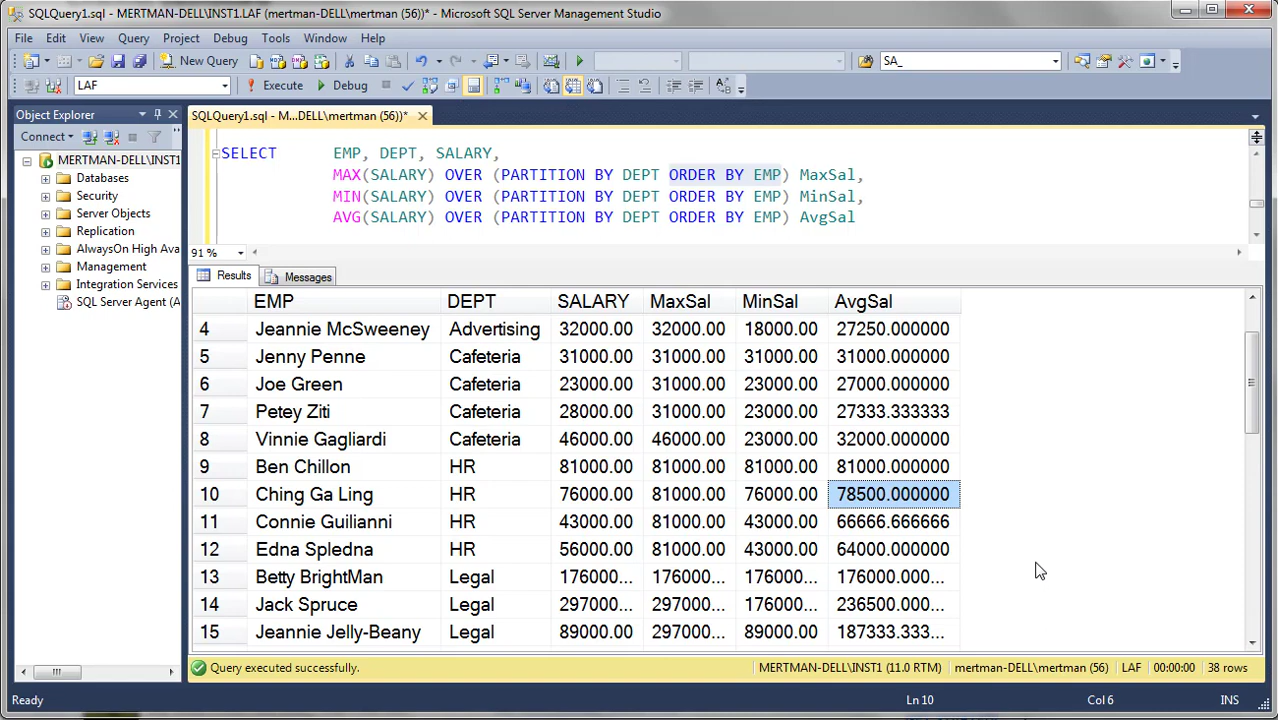 SQLQuery1.sql - MERTMAN-DELL\INST1.LAF (mertman-dell\mertman (56))* - Microsoft SQL Server Management Studio
File Edit View Query Project Debug Tools Window Help
New Query SA_
LAF Execute Debug
Object Explorer
SQLQuery1.sql - M...DELL\mertman (56))*
Connect
MERTMAN-DELL\INST1
Databases
Security
Server Objects
Replication
AlwaysOn High Ava
Management
Integration Services
SQL Server Agent (A
SELECT EMP, DEPT, SALARY,
MAX(SALARY) OVER (PARTITION BY DEPT ORDER BY EMP) MaxSal,
MIN(SALARY) OVER (PARTITION BY DEPT ORDER BY EMP) MinSal,
AVG(SALARY) OVER (PARTITION BY DEPT ORDER BY EMP) AvgSal
91 %
Results Messages
EMP DEPT SALARY MaxSal MinSal AvgSal
4 Jeannie McSweeney Advertising 32000.00 32000.00 18000.00 27250.000000
5 Jenny Penne Cafeteria 31000.00 31000.00 31000.00 31000.000000
6 Joe Green Cafeteria 23000.00 31000.00 23000.00 27000.000000
7 Petey Ziti Cafeteria 28000.00 31000.00 23000.00 27333.333333
8 Vinnie Gagliardi Cafeteria 46000.00 46000.00 23000.00 32000.000000
9 Ben Chillon HR 81000.00 81000.00 81000.00 81000.000000
10 Ching Ga Ling HR 76000.00 81000.00 76000.00 78500.000000
11 Connie Guilianni HR 43000.00 81000.00 43000.00 66666.666666
12 Edna Spledna HR 56000.00 81000.00 43000.00 64000.000000
13 Betty BrightMan Legal 176000... 176000... 176000... 176000.000...
14 Jack Spruce Legal 297000... 297000... 176000... 236500.000...
15 Jeannie Jelly-Beany Legal 89000.00 297000... 89000.00 187333.333...
Query executed successfully. MERTMAN-DELL\INST1 (11.0 RTM) mertman-DELL\mertman (56) LAF 00:00:00 38 rows
Ready Ln 10 Col 6 INS